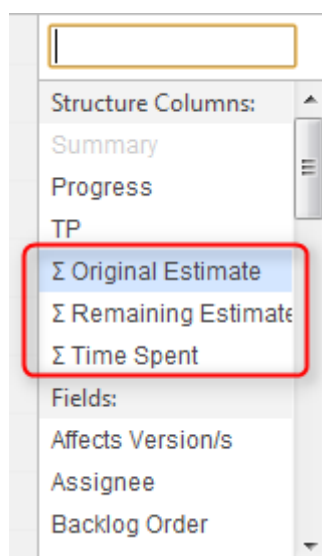 Structure Columns:
Summary
Progress
TP
Σ Original Estimate
Σ Remaining Estimate
Σ Time Spent
Fields:
Affects Version/s
Assignee
Backlog Order